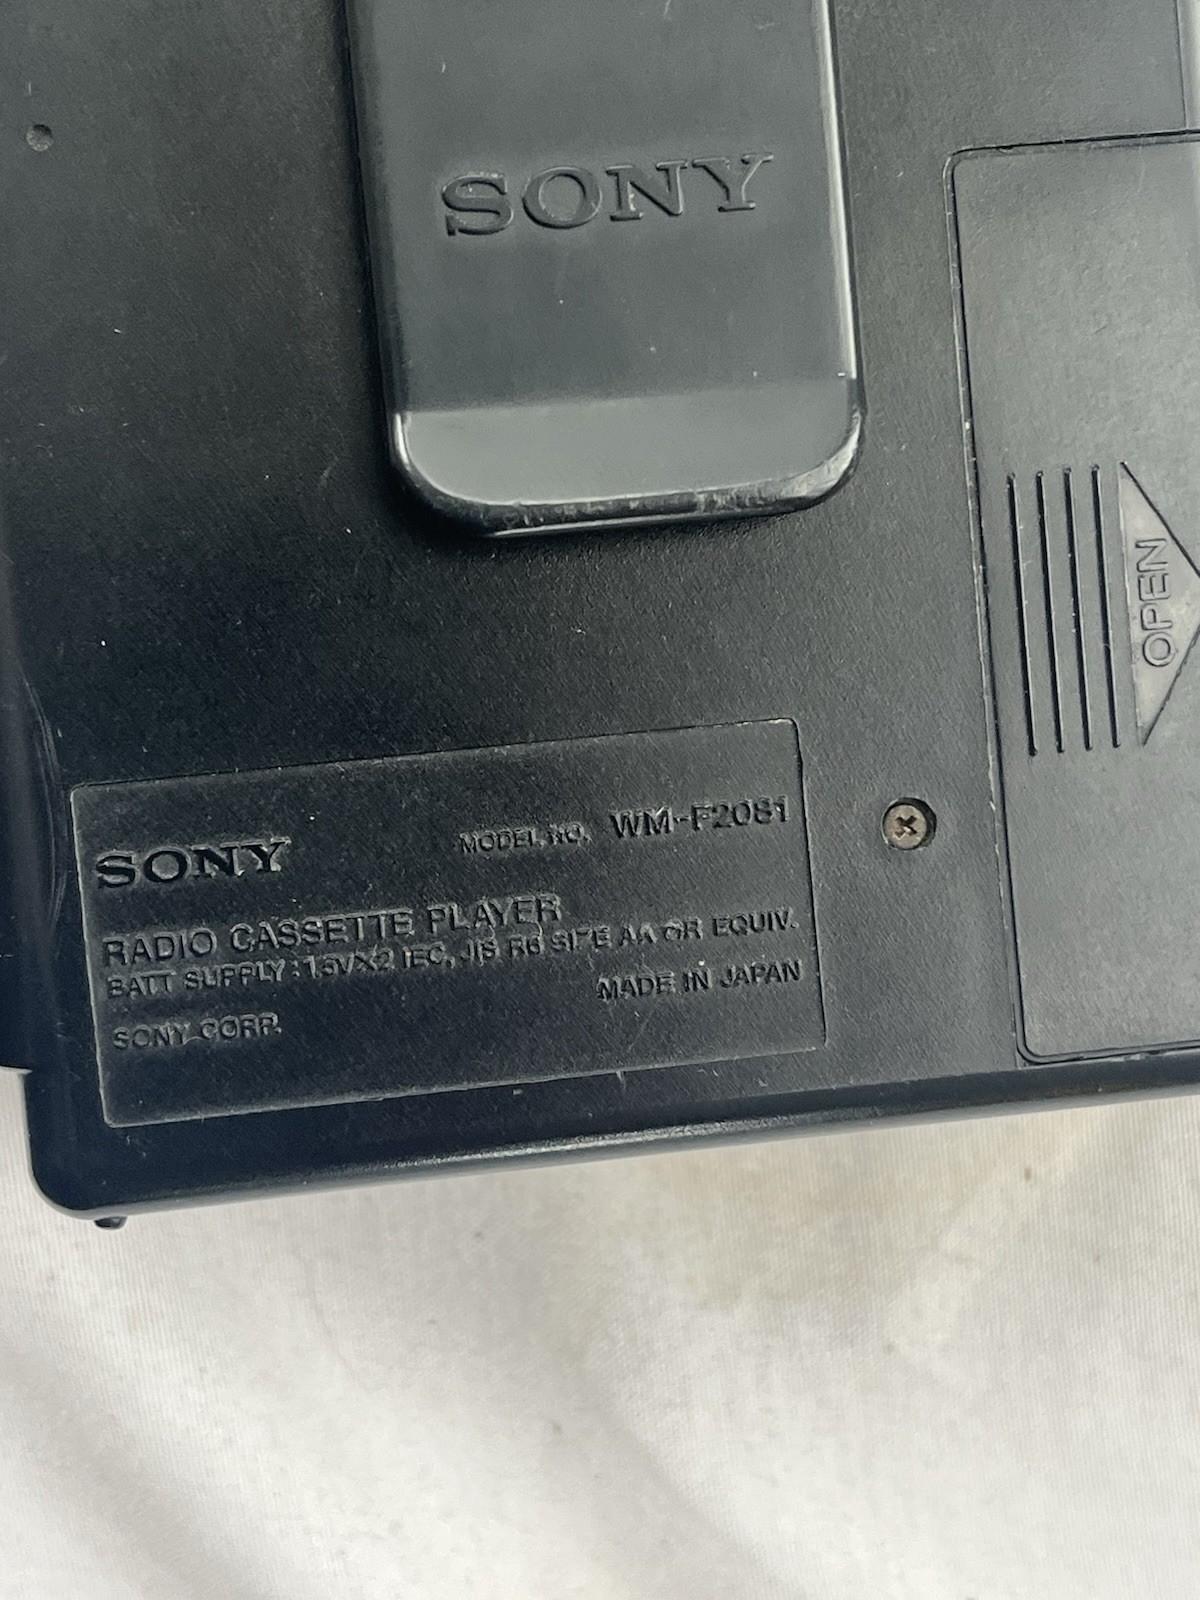 SONY
OPEN
SONY MODEL NO. WM-F2081
RADIO CASSETTE PLAYER
BATT SUPPLY : 1.5V×2 IEC, JIS R6 SIZE AA OR EQUIV.
MADE IN JAPAN
SONY CORP.